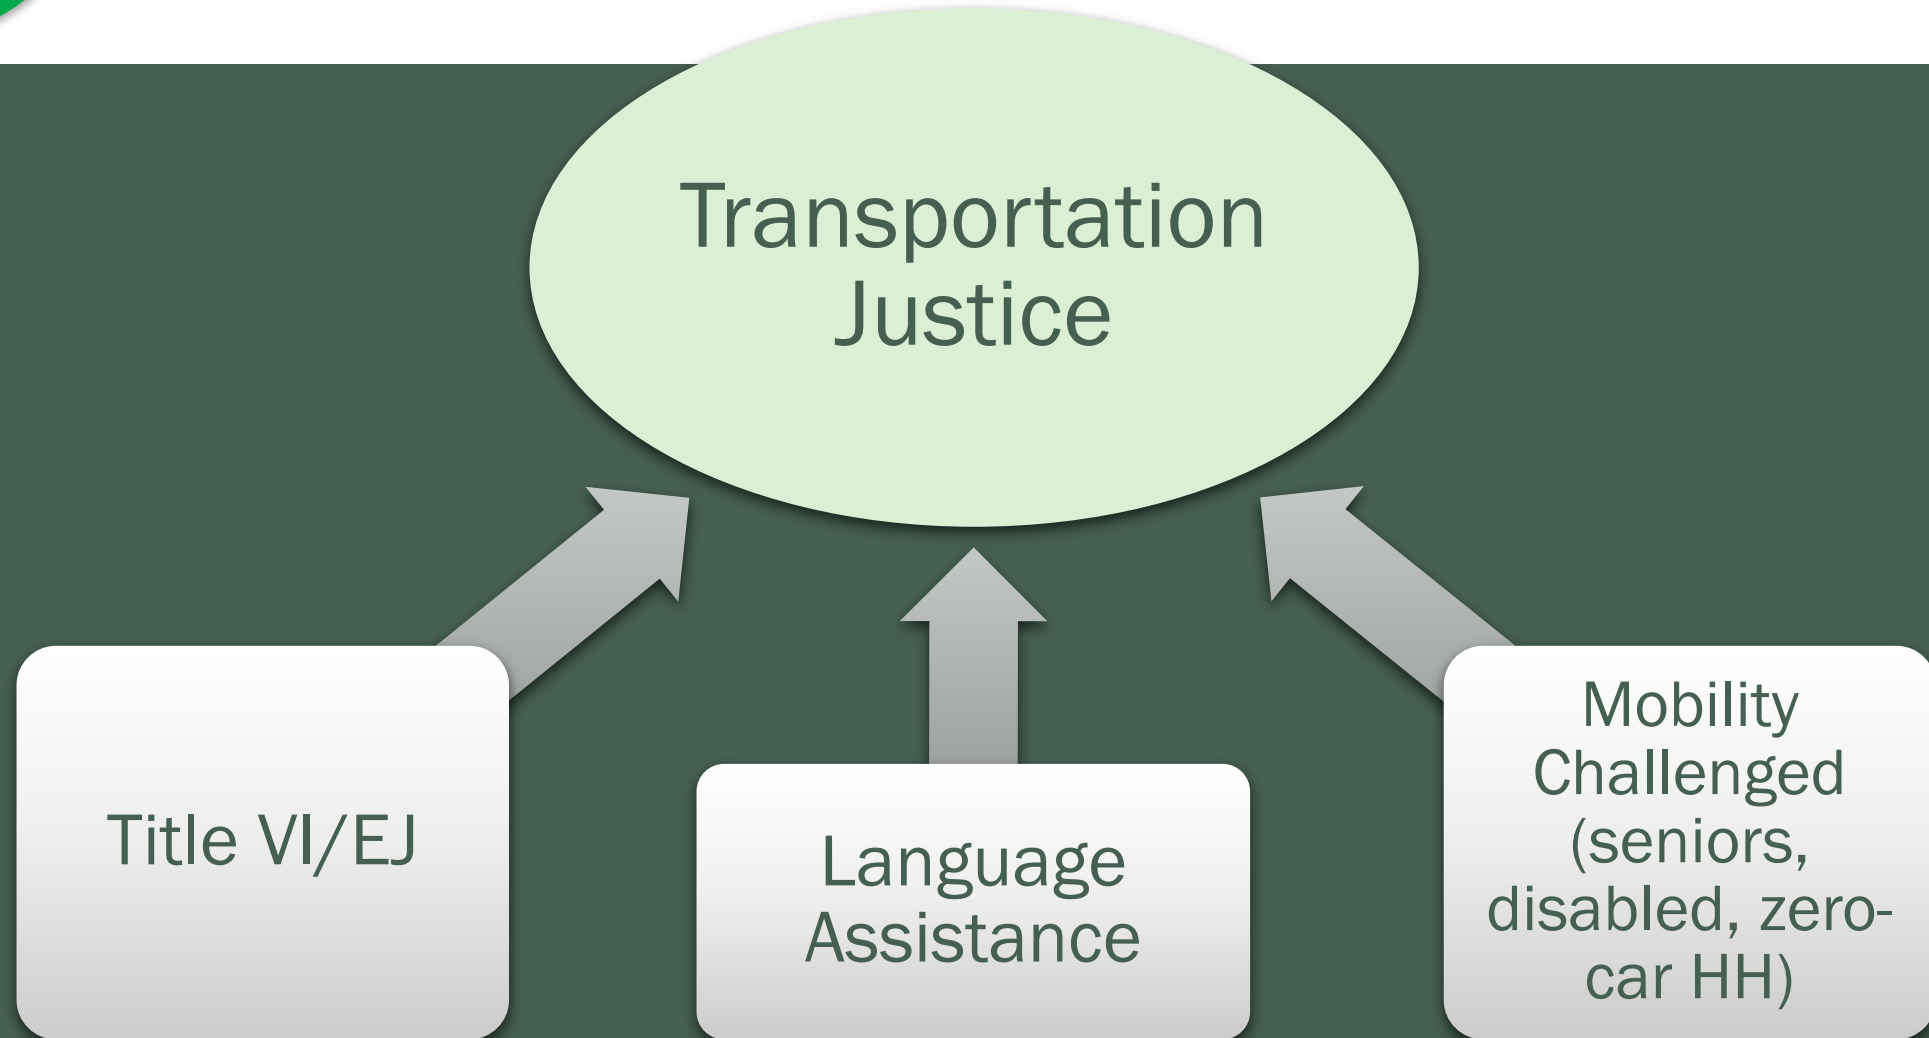 Transportation
Justice
Title VI/EJ
Language
Assistance
Mobility
Challenged
(seniors,
disabled, zero-
car HH)